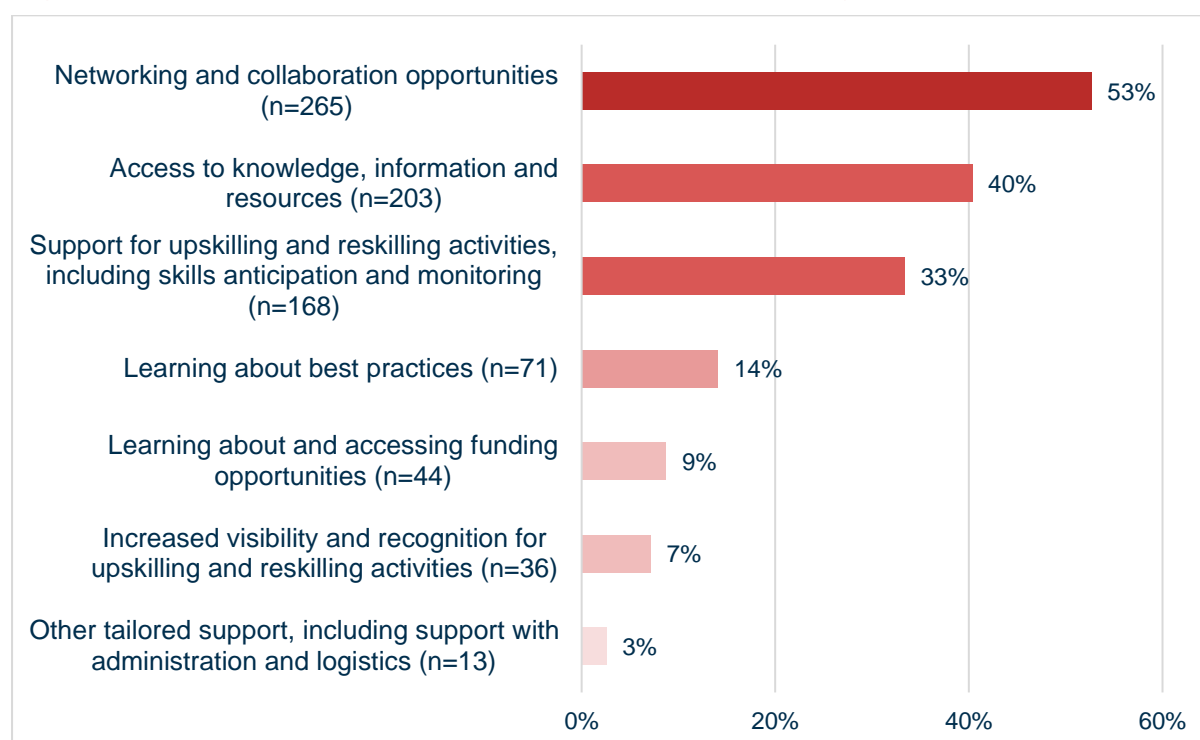 Networking and collaboration opportunities
(n=265)
53%
Access to knowledge, information and
resources (n=203)
40%
Support for upskilling and reskilling activities,
including skills anticipation and monitoring
(n=168)
33%
Learning about best practices (n=71)
14%
Learning about and accessing funding
opportunities (n=44)
9%
Increased visibility and recognition for
upskilling and reskilling activities (n=36)
7%
Other tailored support, including support with
administration and logistics (n=13)
3%
0% 20% 40% 60%